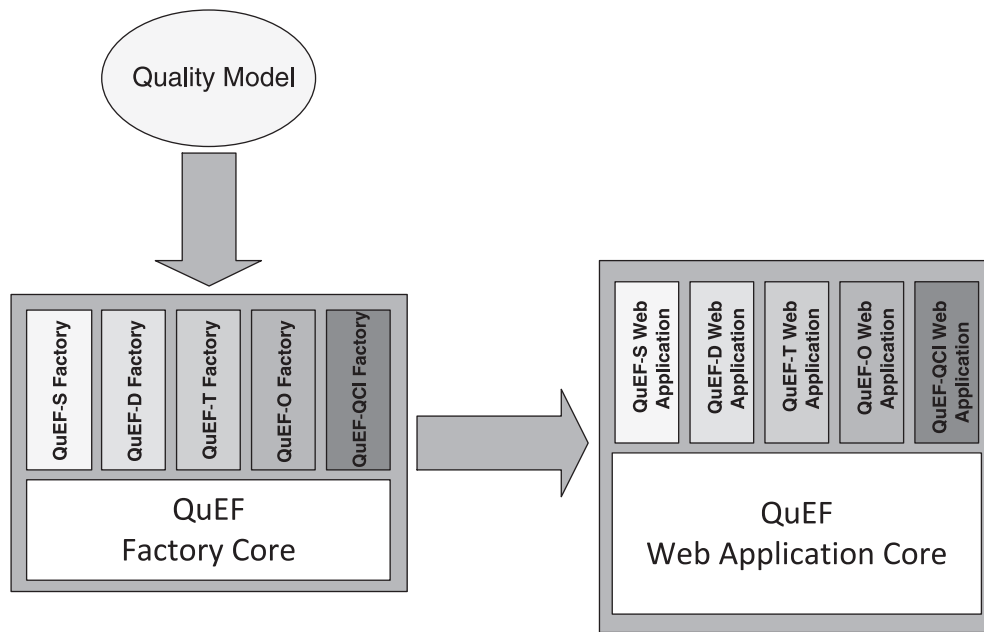 Quality Model
QuEF-S Factory
QuEF-D Factory
QuEF-T Factory
QuEF-O Factory
QuEF-QCI Factory
QuEF
Factory Core
QuEF-S Web
Application
QuEF-D Web
Application
QuEF-T Web
Application
QuEF-O Web
Application
QuEF-QCI Web
Application
QuEF
Web Application Core